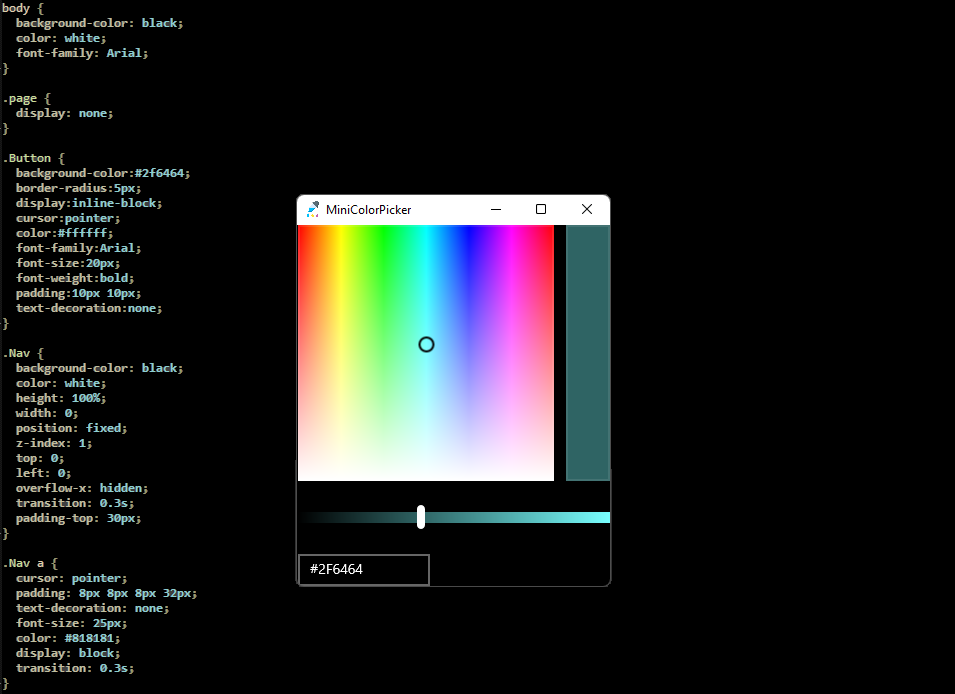 body {
  background-color: black;
  color: white;
  font-family: Arial;
}

.page {
  display: none;
}

.Button {
  background-color:#2f6464;
  border-radius:5px;
  display:inline-block;
  cursor:pointer;
  color:#ffffff;
  font-family:Arial;
  font-size:20px;
  font-weight:bold;
  padding:10px 10px;
  text-decoration:none;
}

.Nav {
  background-color: black;
  color: white;
  height: 100%;
  width: 0;
  position: fixed;
  z-index: 1;
  top: 0;
  left: 0;
  overflow-x: hidden;
  transition: 0.3s;
  padding-top: 30px;
}

.Nav a {
  cursor: pointer;
  padding: 8px 8px 8px 32px;
  text-decoration: none;
  font-size: 25px;
  color: #818181;
  display: block;
  transition: 0.3s;
}
MiniColorPicker
#2F6464